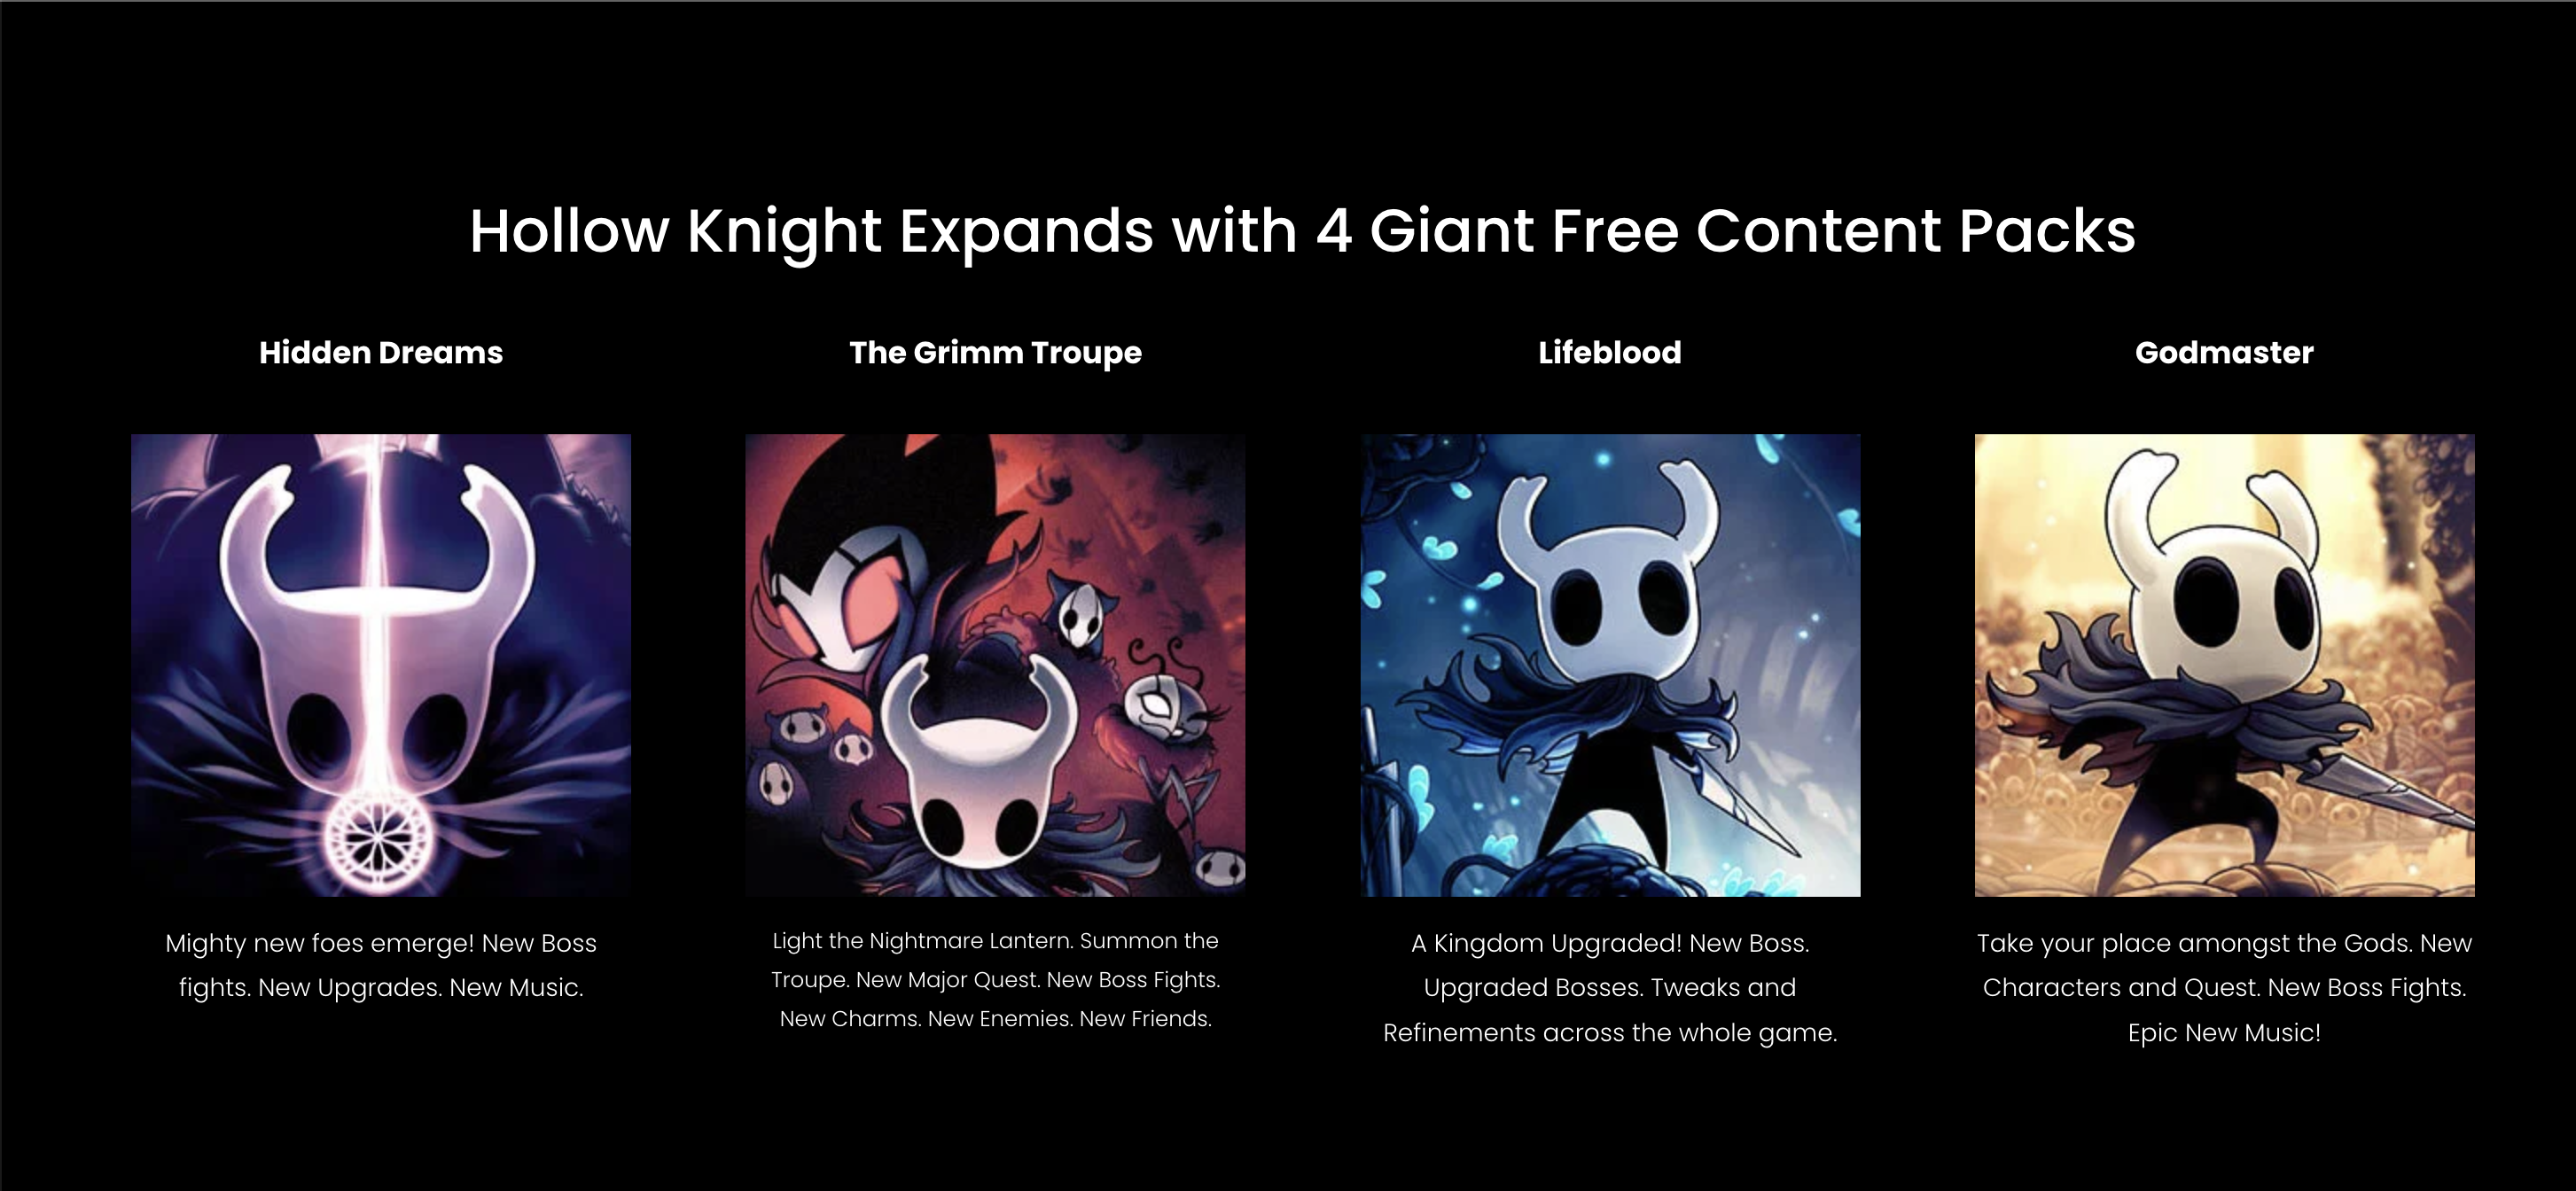 Hollow Knight Expands with 4 Giant Free Content Packs
Hidden Dreams
Mighty new foes emerge! New Boss
fights. New Upgrades. New Music.
The Grimm Troupe
Light the Nightmare Lantern. Summon the
Troupe. New Major Quest. New Boss Fights.
New Charms. New Enemies. New Friends.
Lifeblood
A Kingdom Upgraded! New Boss.
Upgraded Bosses. Tweaks and
Refinements across the whole game.
Godmaster
Take your place amongst the Gods. New
Characters and Quest. New Boss Fights.
Epic New Music!